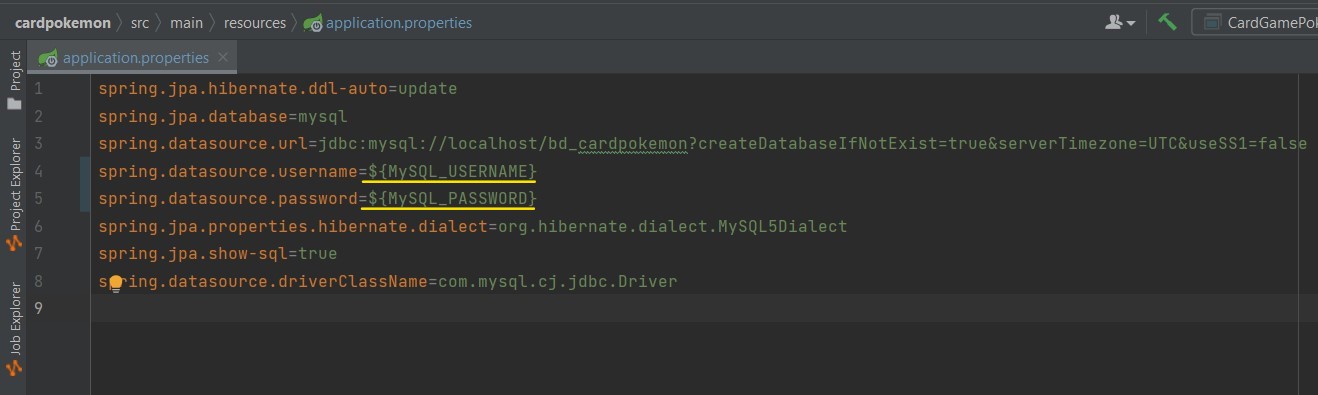 cardpokemon 〉 src 〉 main 〉 resources 〉 application.properties
CardGamePok
application.properties ×
Project
Project Explorer
Job Explorer
1 spring.jpa.hibernate.ddl-auto=update
2 spring.jpa.database=mysql
3 spring.datasource.url=jdbc:mysql://localhost/bd_cardpokemon?createDatabaseIfNotExist=true&serverTimezone=UTC&useSS1=false
4 spring.datasource.username=${MySQL_USERNAME}
5 spring.datasource.password=${MySQL_PASSWORD}
6 spring.jpa.properties.hibernate.dialect=org.hibernate.dialect.MySQL5Dialect
7 spring.jpa.show-sql=true
8 spring.datasource.driverClassName=com.mysql.cj.jdbc.Driver
9